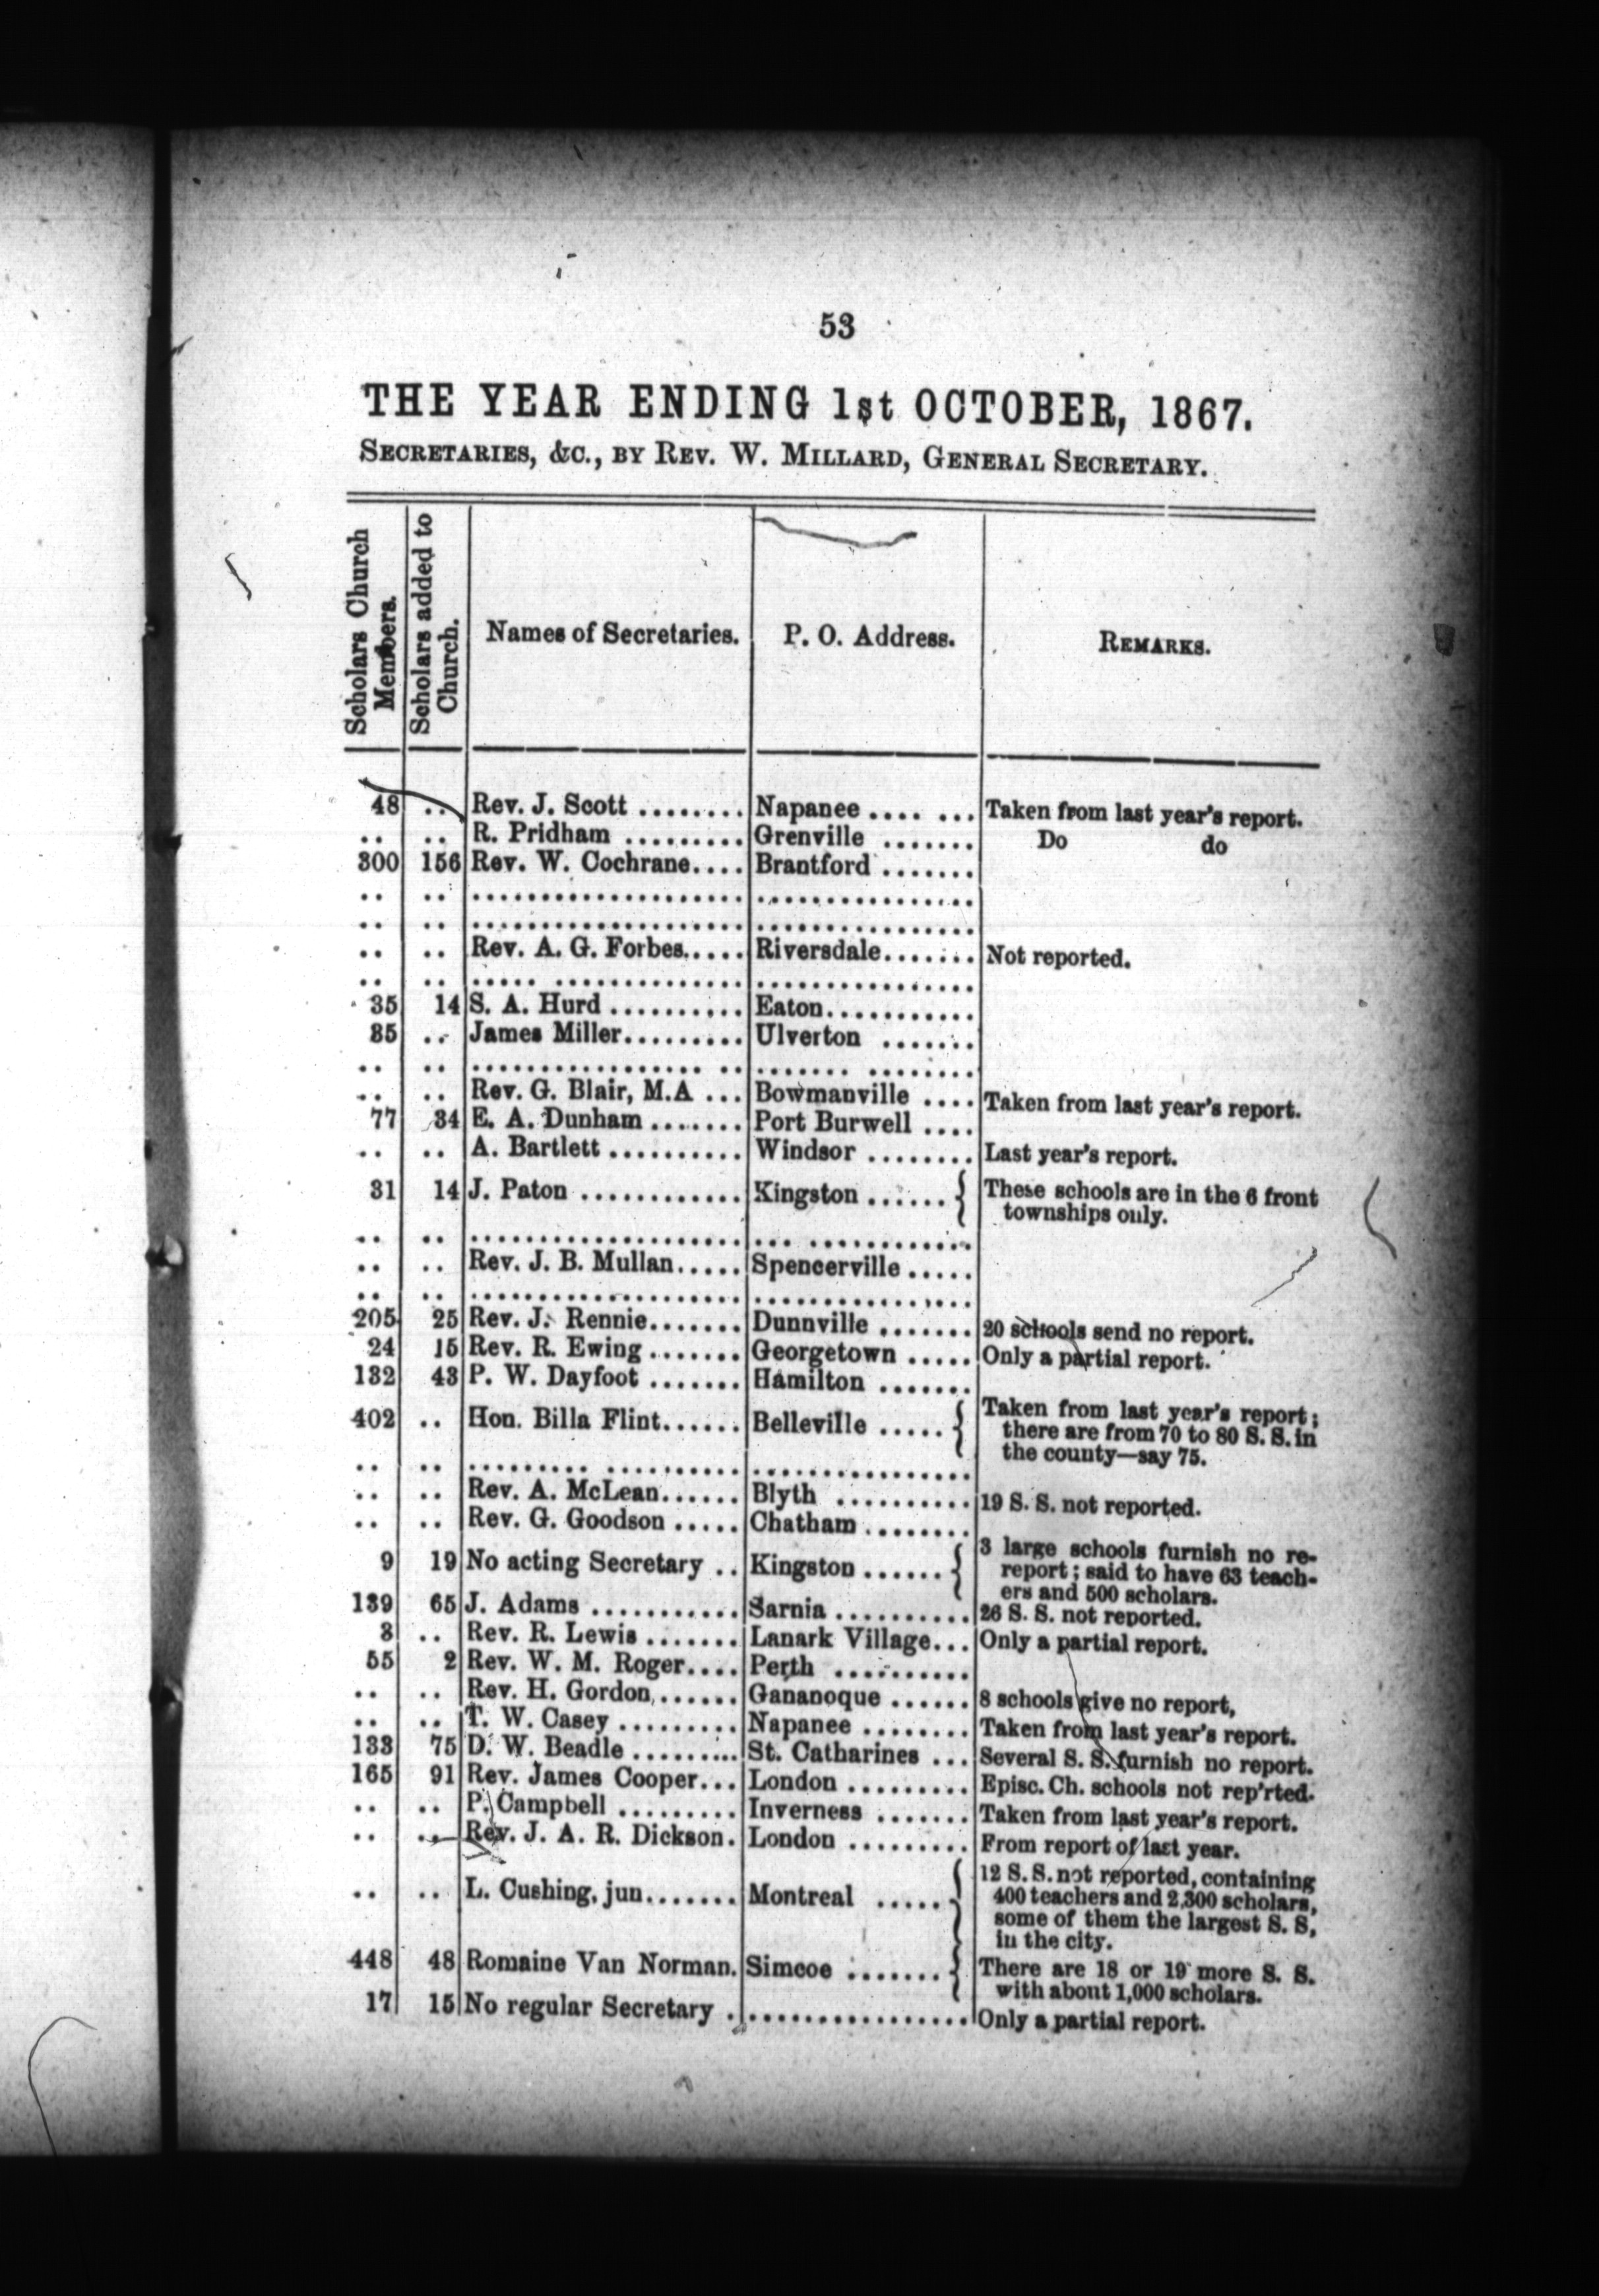 53
THE YEAR ENDING 1st OCTOBER, 1867.
SECRETARIES, &C., BY REV. W. MILLARD, GENERAL SECRETARY.
Scholars Church Members. Scholars added to Church. Names of Secretaries. P. O. Address. REMARKS.
48 .. Rev. J. Scott ........ Napanee .... ... Taken from last year's report.
.. .. R. Pridham ......... Grenville ....... Do do
300 156 Rev. W. Cochrane.... Brantford .......
.. .. .................... ................
.. .. .................... ................
.. .. Rev. A. G. Forbes..... Riversdale....... Not reported.
.. .. ..... .............. ................
35 14 S. A. Hurd .......... Eaton...........
35 .. James Miller......... Ulverton .......
.. .. ................. .. ....... ........
.. .. Rev. G. Blair, M.A ... Bowmanville .... Taken from last year's report.
77 34 E. A. Dunham ....... Port Burwell ....
.. .. A. Bartlett .......... Windsor ........ Last year's report.
31 14 J. Paton ............ Kingston ...... { These schools are in the 6 front
townships only.
.. .. .................... ... ............
.. .. Rev. J. B. Mullan..... Spencerville .....
.. .. .................... ................
205 25 Rev. J. Rennie....... Dunnville ....... 20 schools send no report.
24 15 Rev. R. Ewing ....... Georgetown ..... Only a partial report.
132 43 P. W. Dayfoot ....... Hamilton .......
402 .. Hon. Billa Flint...... Belleville ..... { Taken from last year's report;
there are from 70 to 80 S. S. in
the county—say 75.
.. .. ......... .......... ................
.. .. Rev. A. McLean...... Blyth .......... 19 S. S. not reported.
.. .. Rev. G. Goodson ..... Chatham ........
9 19 No acting Secretary .. Kingston ...... { 3 large schools furnish no re-
report; said to have 63 teach-
ers and 500 scholars.
139 65 J. Adams ........... Sarnia .......... 26 S. S. not reported.
3 .. Rev. R. Lewis ....... Lanark Village... Only a partial report.
55 2 Rev. W. M. Roger.... Perth ..........
.. .. Rev. H. Gordon ...... Gananoque ...... 8 schools give no report,
.. .. T. W. Casey ......... Napanee ........ Taken from last year's report.
133 75 D. W. Beadle ......... St. Catharines ... Several S. S. furnish no report.
165 91 Rev. James Cooper... London ......... Episc. Ch. schools not rep'rted.
.. .. P. Campbell ......... Inverness ....... Taken from last year's report.
.. .. Rev. J. A. R. Dickson. London ......... From report of last year.
.. .. L. Cushing, jun....... Montreal ..... { 12 S. S. not reported, containing
400 teachers and 2,300 scholars,
some of them the largest S. S,
in the city.
448 48 Romaine Van Norman. Simcoe ....... { There are 18 or 19 more S. S.
with about 1,000 scholars.
17 15 No regular Secretary . ................ Only a partial report.